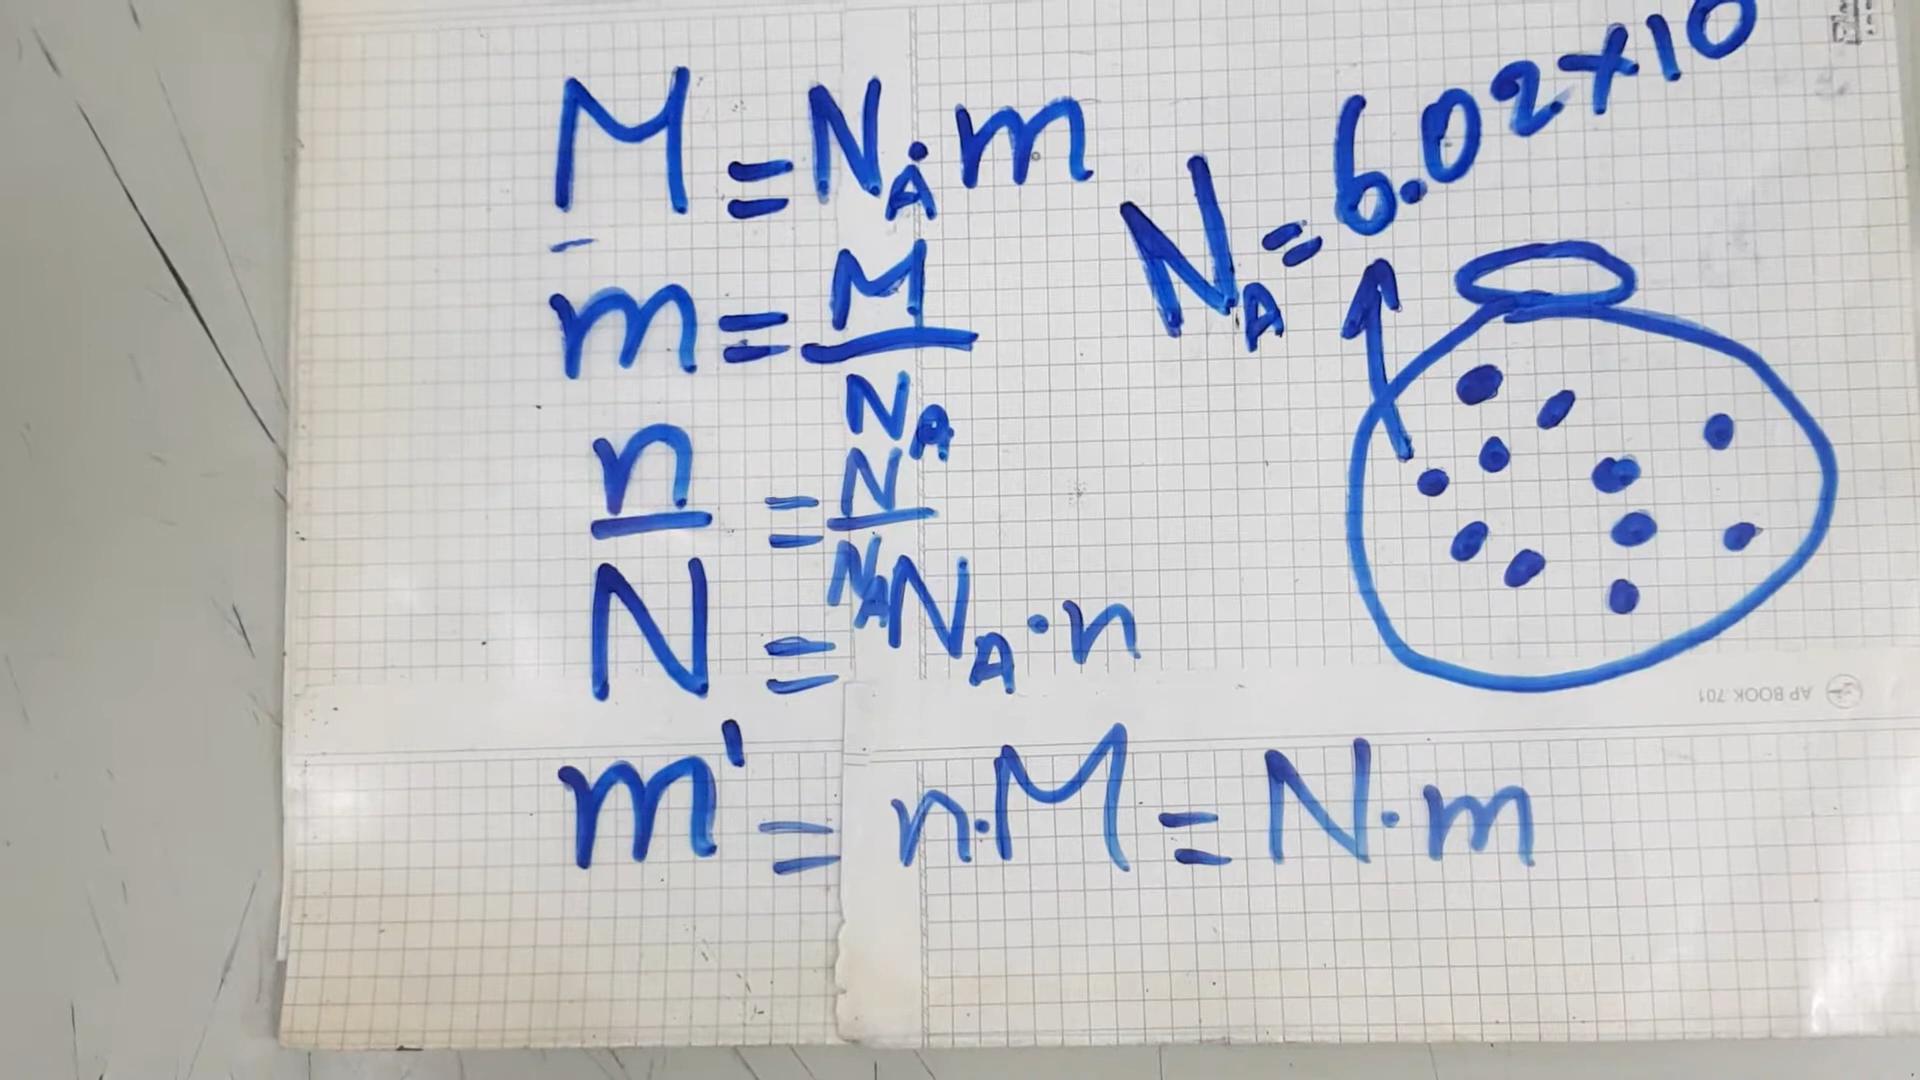 M = N_A · m
m = M / N_A
n = N / N_A
N = N_A · n
m' = n · M = N · m
N_A = 6.02 × 10
AP BOOK 701